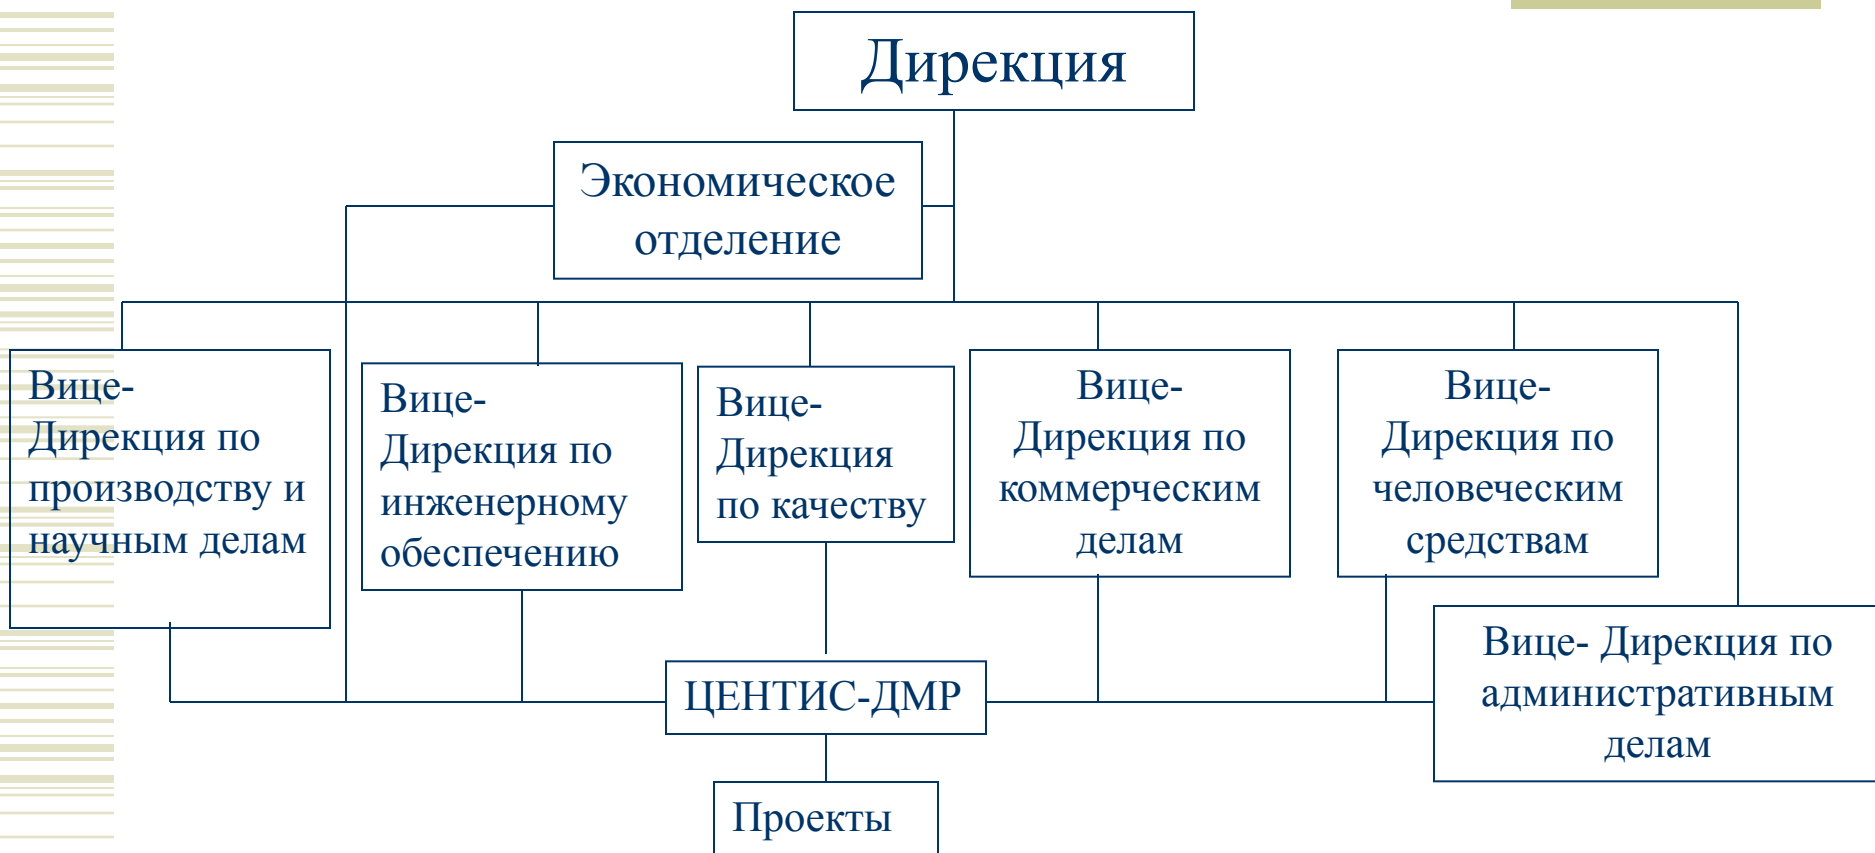 Дирекция
Экономическое
отделение
Вице-
Дирекция по
производству и
научным делам
Вице-
Дирекция по
инженерному
обеспечению
Вице-
Дирекция
по качеству
Вице-
Дирекция по
коммерческим
делам
Вице-
Дирекция по
человеческим
средствам
Вице- Дирекция по
административным
делам
ЦЕНТИС-ДМР
Проекты